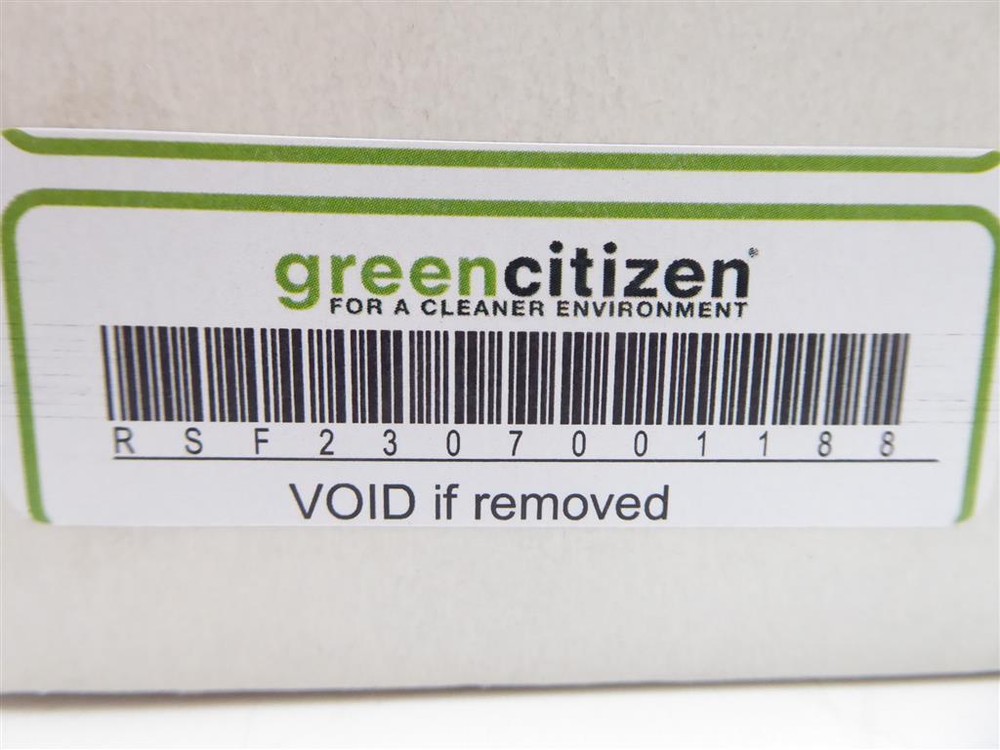 greencitizen®
FOR A CLEANER ENVIRONMENT
RSF2307001188
VOID if removed